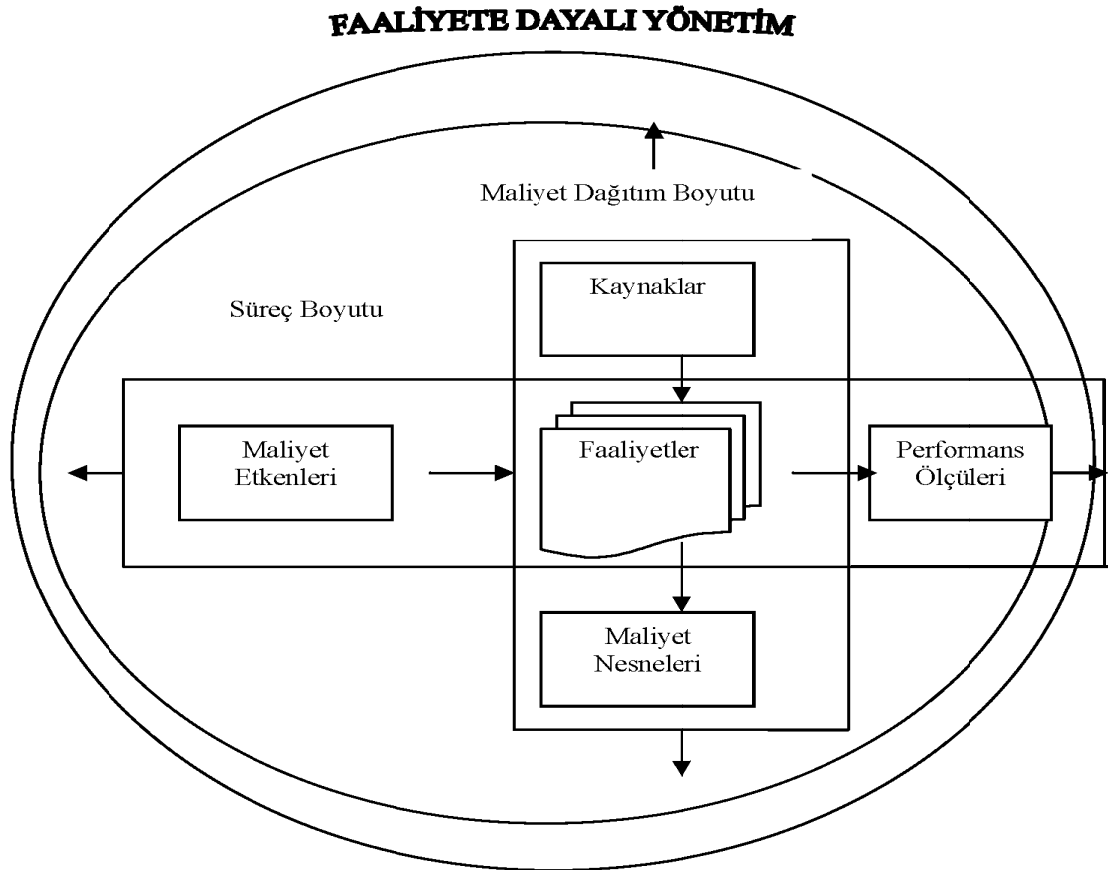 FAALİYETE DAYALI YÖNETİM
Maliyet Dağıtım Boyutu
Kaynaklar
Süreç Boyutu
Maliyet
Etkenleri
Faaliyetler
Performans
Ölçüleri
Maliyet
Nesneleri